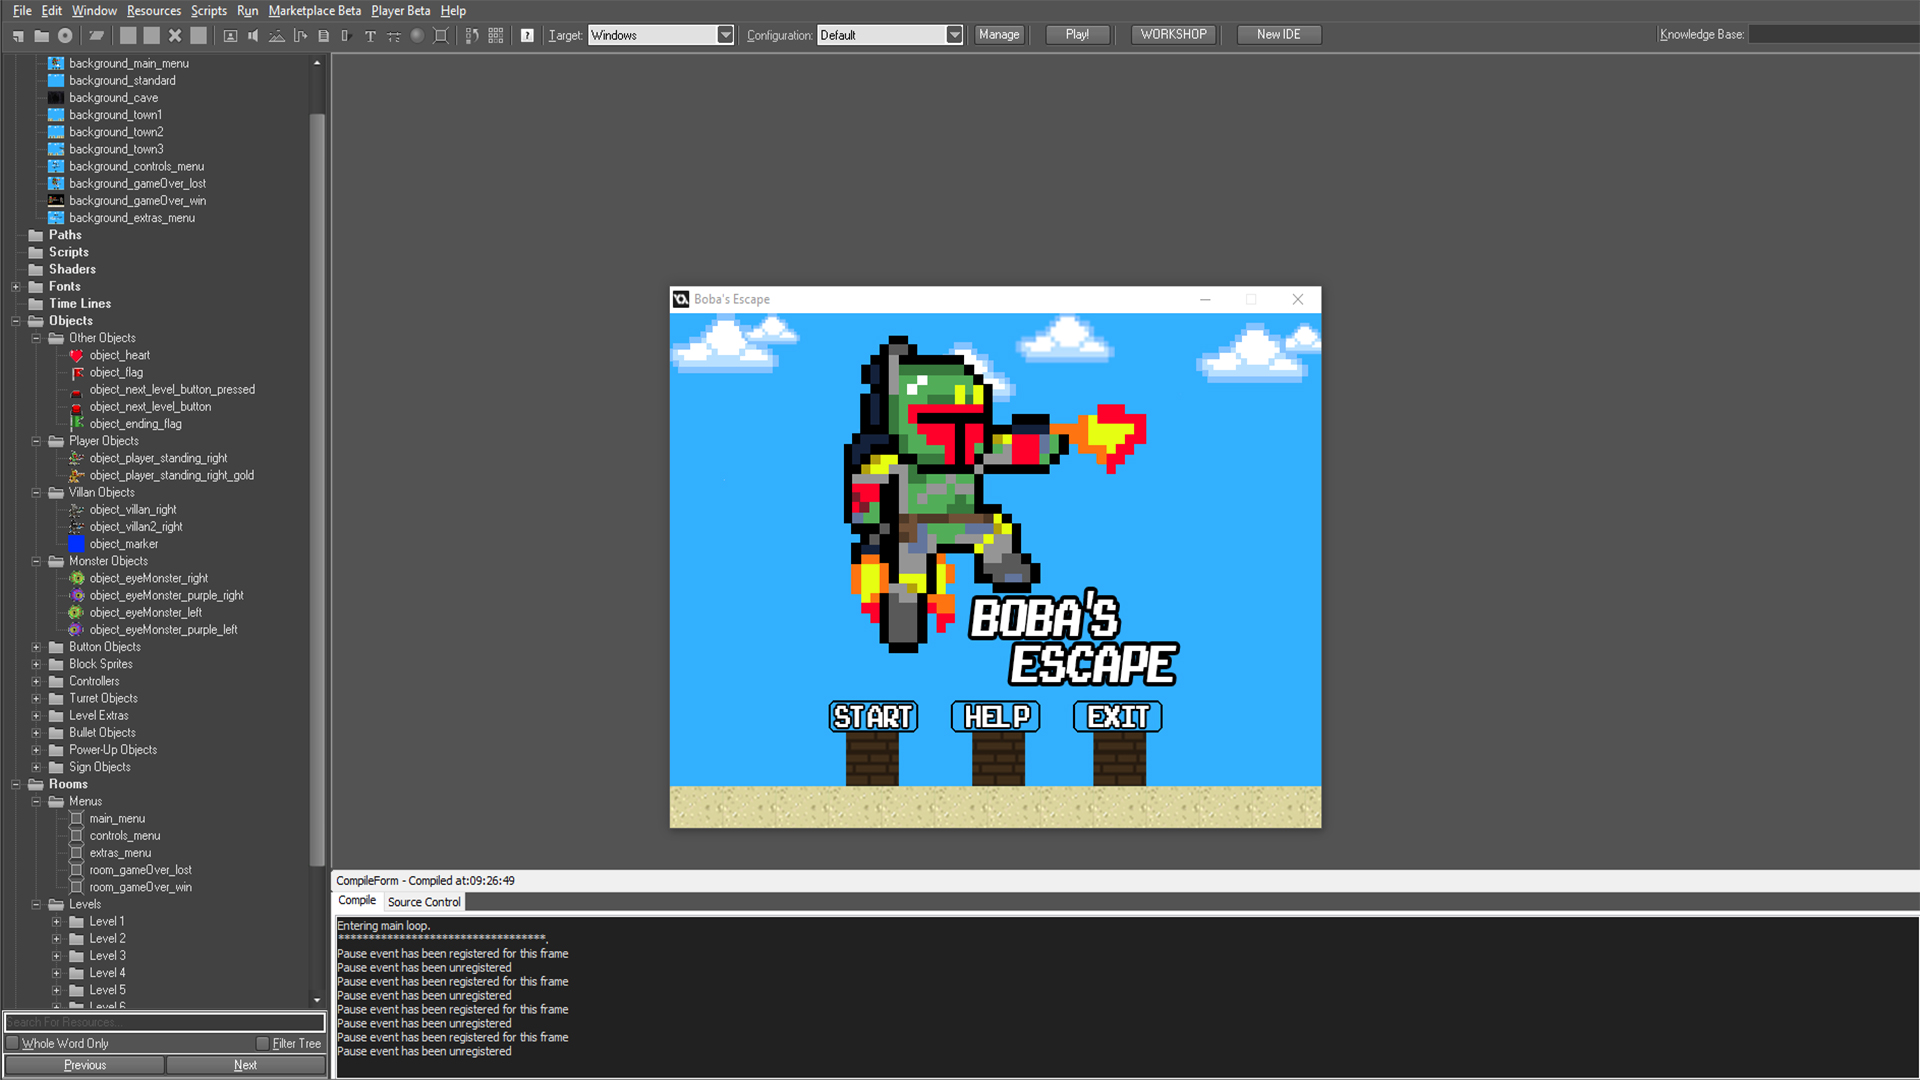 File Edit Window Resources Scripts Run Marketplace Beta Player Beta Help
Target: Windows Configuration: Default Manage Play! WORKSHOP New IDE Knowledge Base:
background_main_menu
background_standard
background_cave
background_town1
background_town2
background_town3
background_controls_menu
background_gameOver_lost
background_gameOver_win
background_extras_menu
Paths
Scripts
Shaders
Fonts
Time Lines
Objects
Other Objects
object_heart
object_flag
object_next_level_button_pressed
object_next_level_button
object_ending_flag
Player Objects
object_player_standing_right
object_player_standing_right_gold
Villan Objects
object_villan_right
object_villan2_right
object_marker
Monster Objects
object_eyeMonster_right
object_eyeMonster_purple_right
object_eyeMonster_left
object_eyeMonster_purple_left
Button Objects
Block Sprites
Controllers
Turret Objects
Level Extras
Bullet Objects
Power-Up Objects
Sign Objects
Rooms
Menus
main_menu
controls_menu
extras_menu
room_gameOver_lost
room_gameOver_win
Levels
Level 1
Level 2
Level 3
Level 4
Level 5
Level 6
Search For Resources...
Whole Word Only Filter Tree
Previous Next
Boba's Escape
BOBA'S
ESCAPE
START HELP EXIT
CompileForm - Compiled at:09:26:49
Compile Source Control
Entering main loop.
**********************************.
Pause event has been registered for this frame
Pause event has been unregistered
Pause event has been registered for this frame
Pause event has been unregistered
Pause event has been registered for this frame
Pause event has been unregistered
Pause event has been registered for this frame
Pause event has been unregistered